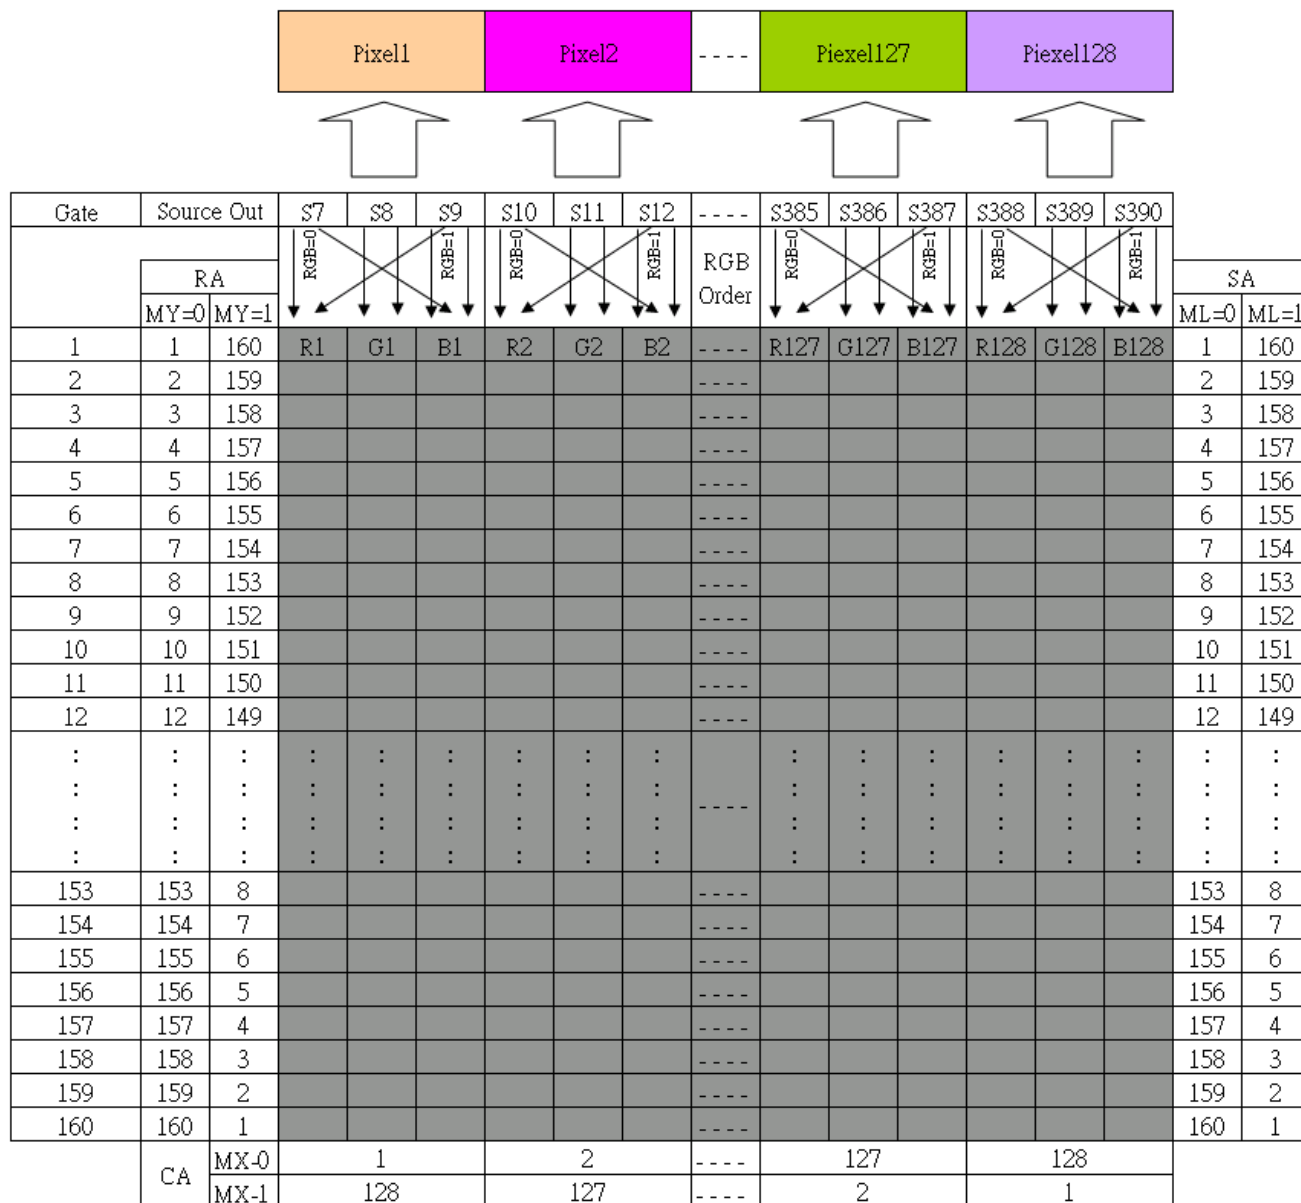 Pixel1 Pixel2 ---- Piexel127 Piexel128
Gate Source Out S7 S8 S9 S10 S11 S12 ---- S385 S386 S387 S388 S389 S390
RGB=0 RGB=1 RGB=0 RGB=1 RGB RGB=0 RGB=1 RGB=0 RGB=1
RA Order SA
MY=0 MY=1 ML=0 ML=1
1 1 160 R1 G1 B1 R2 G2 B2 ---- R127 G127 B127 R128 G128 B128 1 160
2 2 159 ---- 2 159
3 3 158 ---- 3 158
4 4 157 ---- 4 157
5 5 156 ---- 5 156
6 6 155 ---- 6 155
7 7 154 ---- 7 154
8 8 153 ---- 8 153
9 9 152 ---- 9 152
10 10 151 ---- 10 151
11 11 150 ---- 11 150
12 12 149 ---- 12 149
: : : : : : : : : : : : : : : : :
: : : : : : : : : : : : : : : : :
---- 
: : : : : : : : : : : : : : : : :
: : : : : : : : : : : : : : : : :
153 153 8 ---- 153 8
154 154 7 ---- 154 7
155 155 6 ---- 155 6
156 156 5 ---- 156 5
157 157 4 ---- 157 4
158 158 3 ---- 158 3
159 159 2 ---- 159 2
160 160 1 ---- 160 1
CA MX-0 1 2 ---- 127 128
MX-1 128 127 ---- 2 1